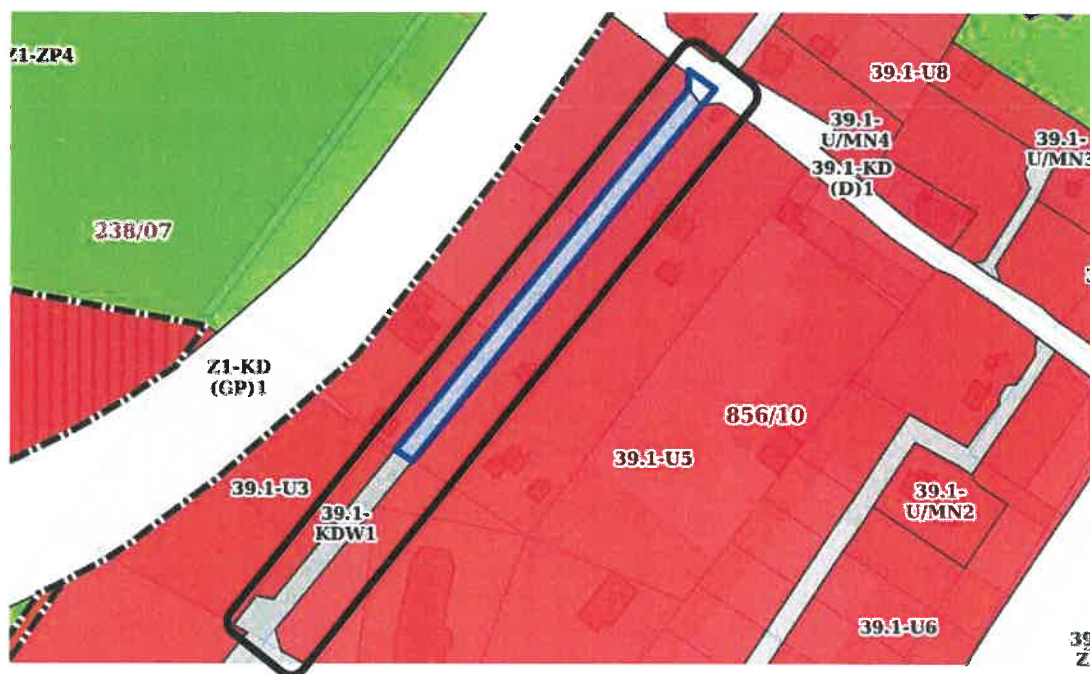 Z1-ZP4
39.1-U8
39.1-
U/MN4
39.1-
U/MN3
39.1-KD
(D)1
238/07
Z1-KD
(GP)1
856/10
39.1-U5
39.1-U3
39.1-
U/MN2
39.1-
KDW1
39.1-U6
39
Z